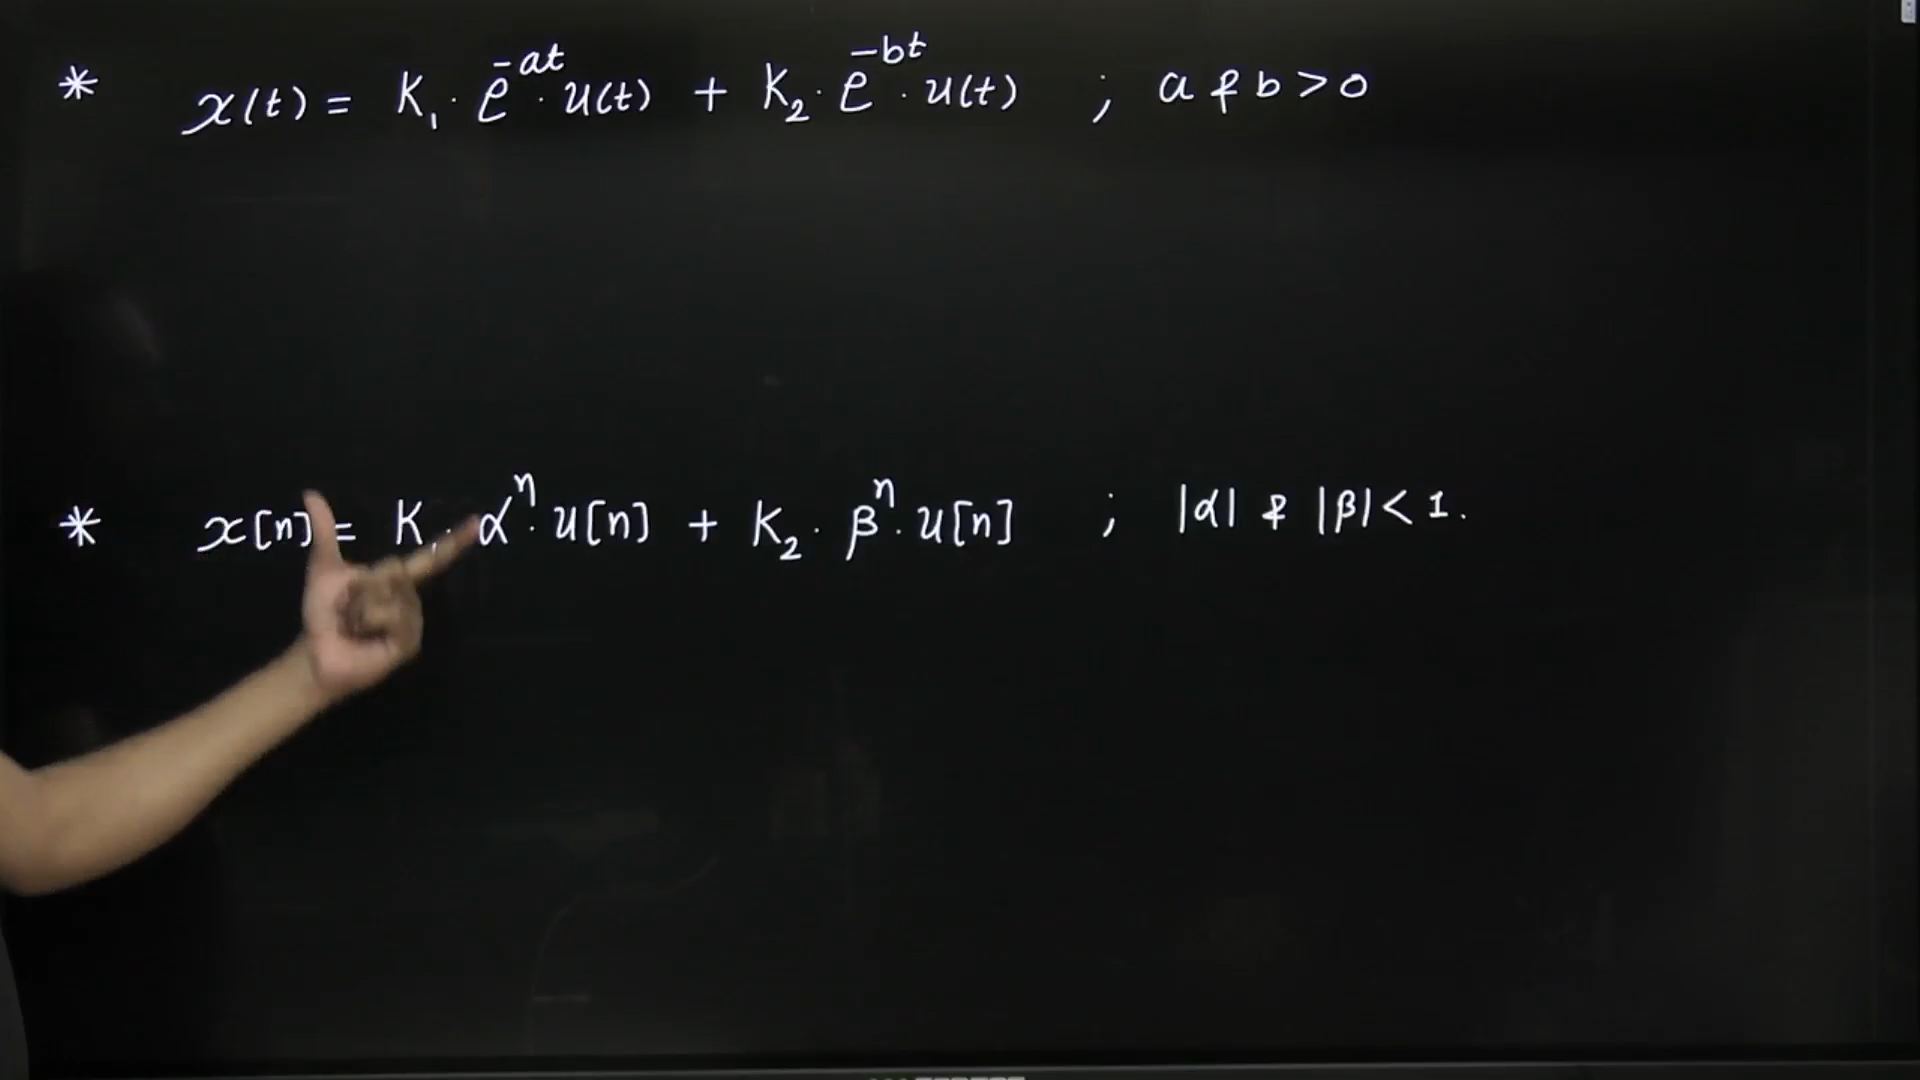 * x(t) = K₁·e^{-at}·u(t) + K₂·e^{-bt}·u(t) ; a & b > 0
* x[n] = K₁·α^n·u[n] + K₂·β^n·u[n] ; |α| & |β| < 1.